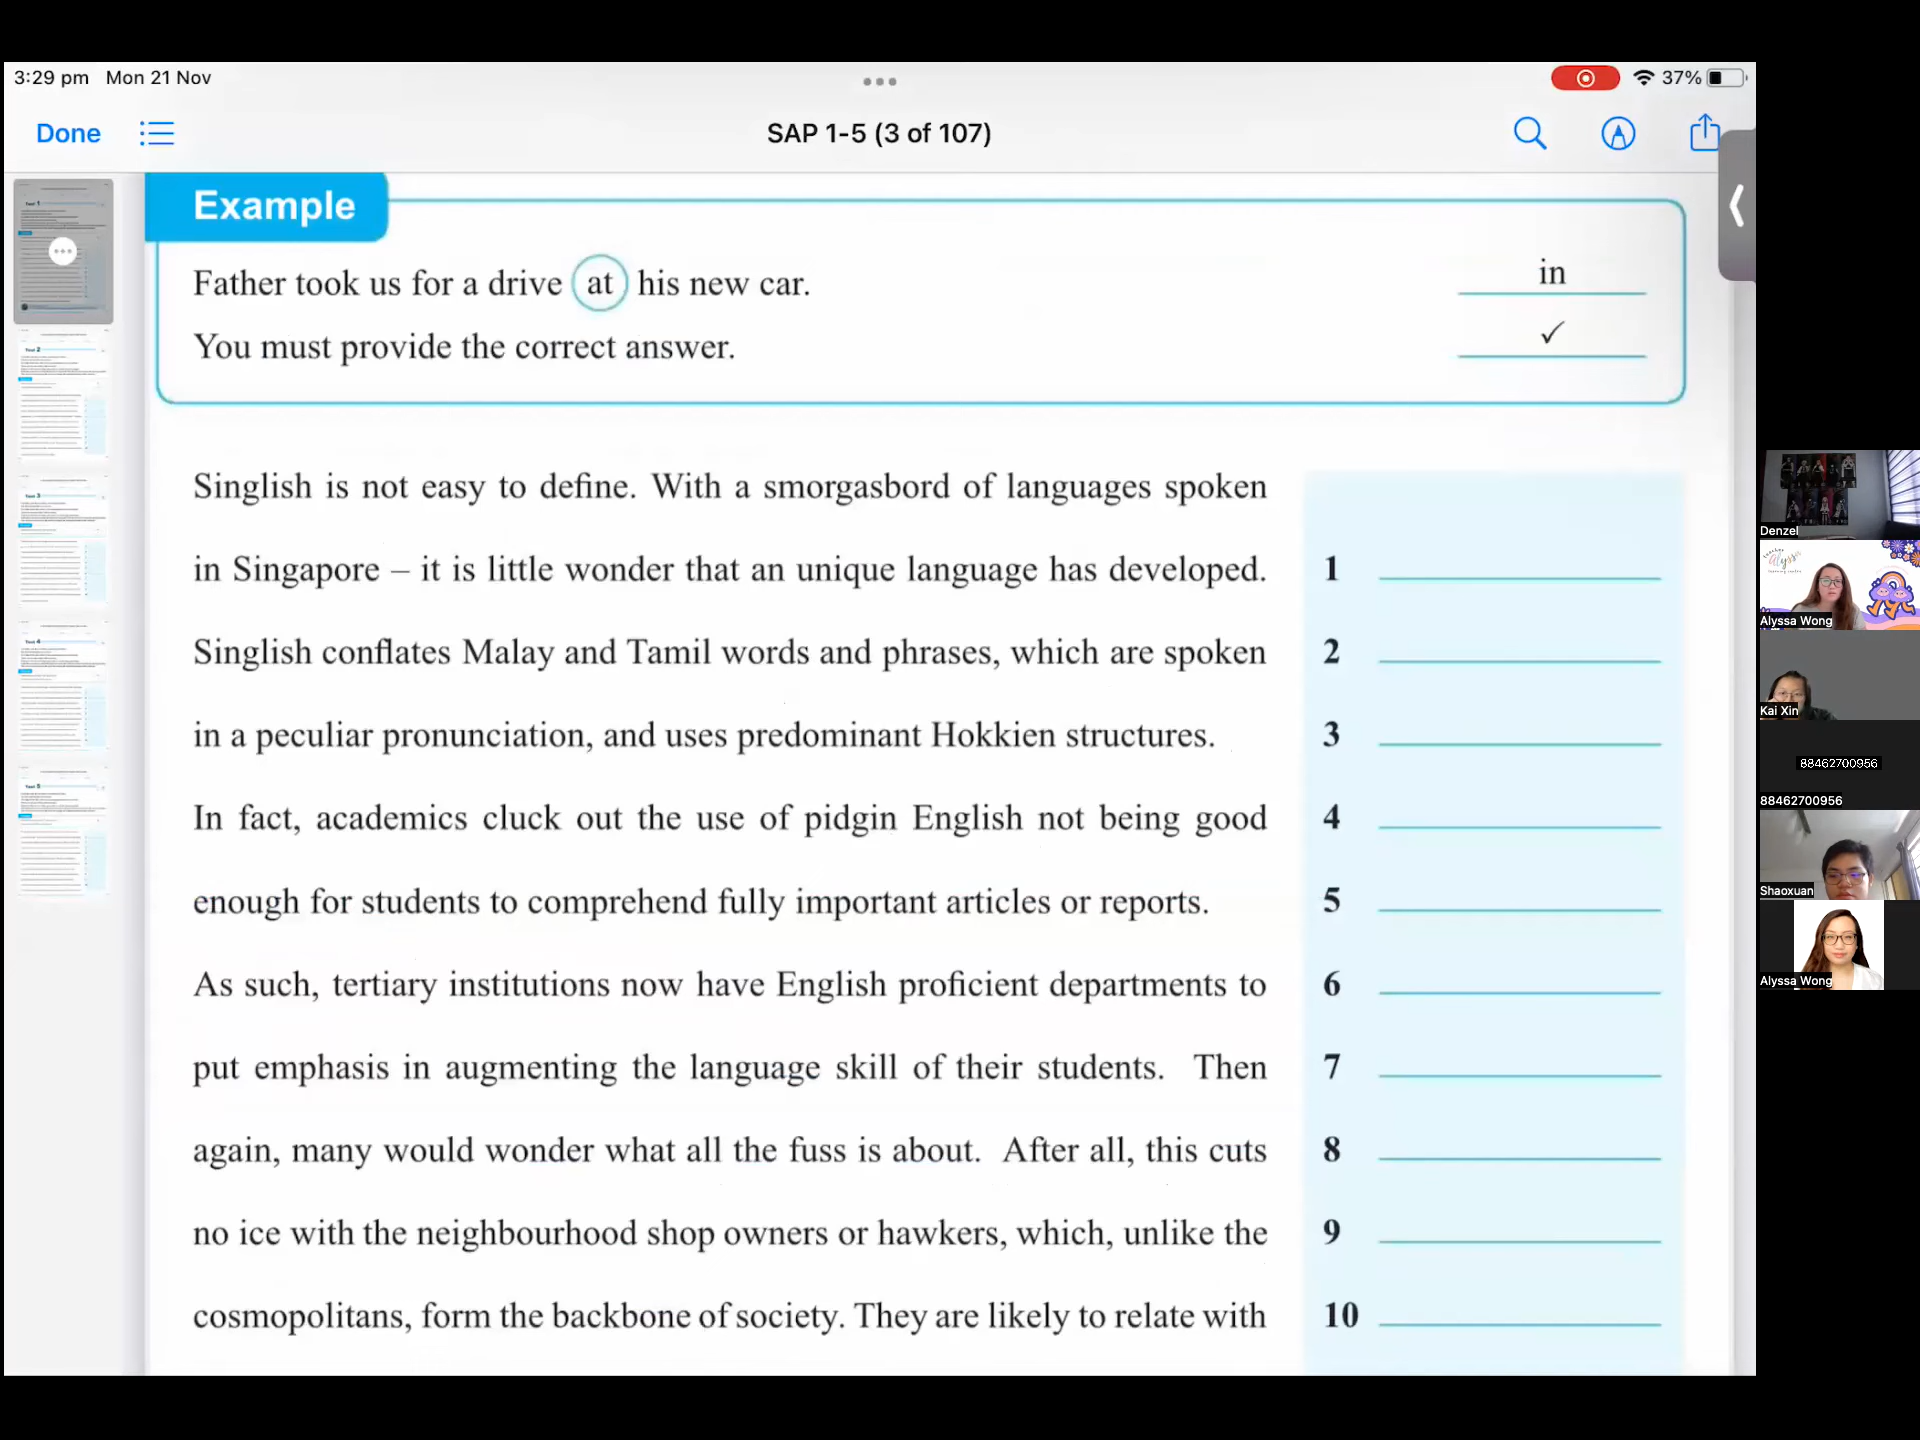 3:29 pm Mon 21 Nov
37%
Done
SAP 1-5 (3 of 107)
Example
Father took us for a drive at his new car.
in
You must provide the correct answer.
✓
Singlish is not easy to define. With a smorgasbord of languages spoken
in Singapore – it is little wonder that an unique language has developed. 1
Singlish conflates Malay and Tamil words and phrases, which are spoken 2
in a peculiar pronunciation, and uses predominant Hokkien structures. 3
In fact, academics cluck out the use of pidgin English not being good 4
enough for students to comprehend fully important articles or reports. 5
As such, tertiary institutions now have English proficient departments to 6
put emphasis in augmenting the language skill of their students. Then 7
again, many would wonder what all the fuss is about. After all, this cuts 8
no ice with the neighbourhood shop owners or hawkers, which, unlike the 9
cosmopolitans, form the backbone of society. They are likely to relate with 10
Denzel
Alyssa Wong
Kai Xin
88462700956
88462700956
Shaoxuan
Alyssa Wong